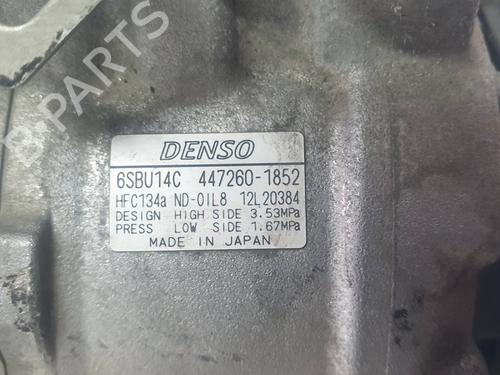 DENSO
6SBU14C 447260-1852
HFC134a ND-OIL8 12L20384
DESIGN HIGH SIDE 3.53MPa
PRESS LOW SIDE 1.67MPa
MADE IN JAPAN
B-PARTS